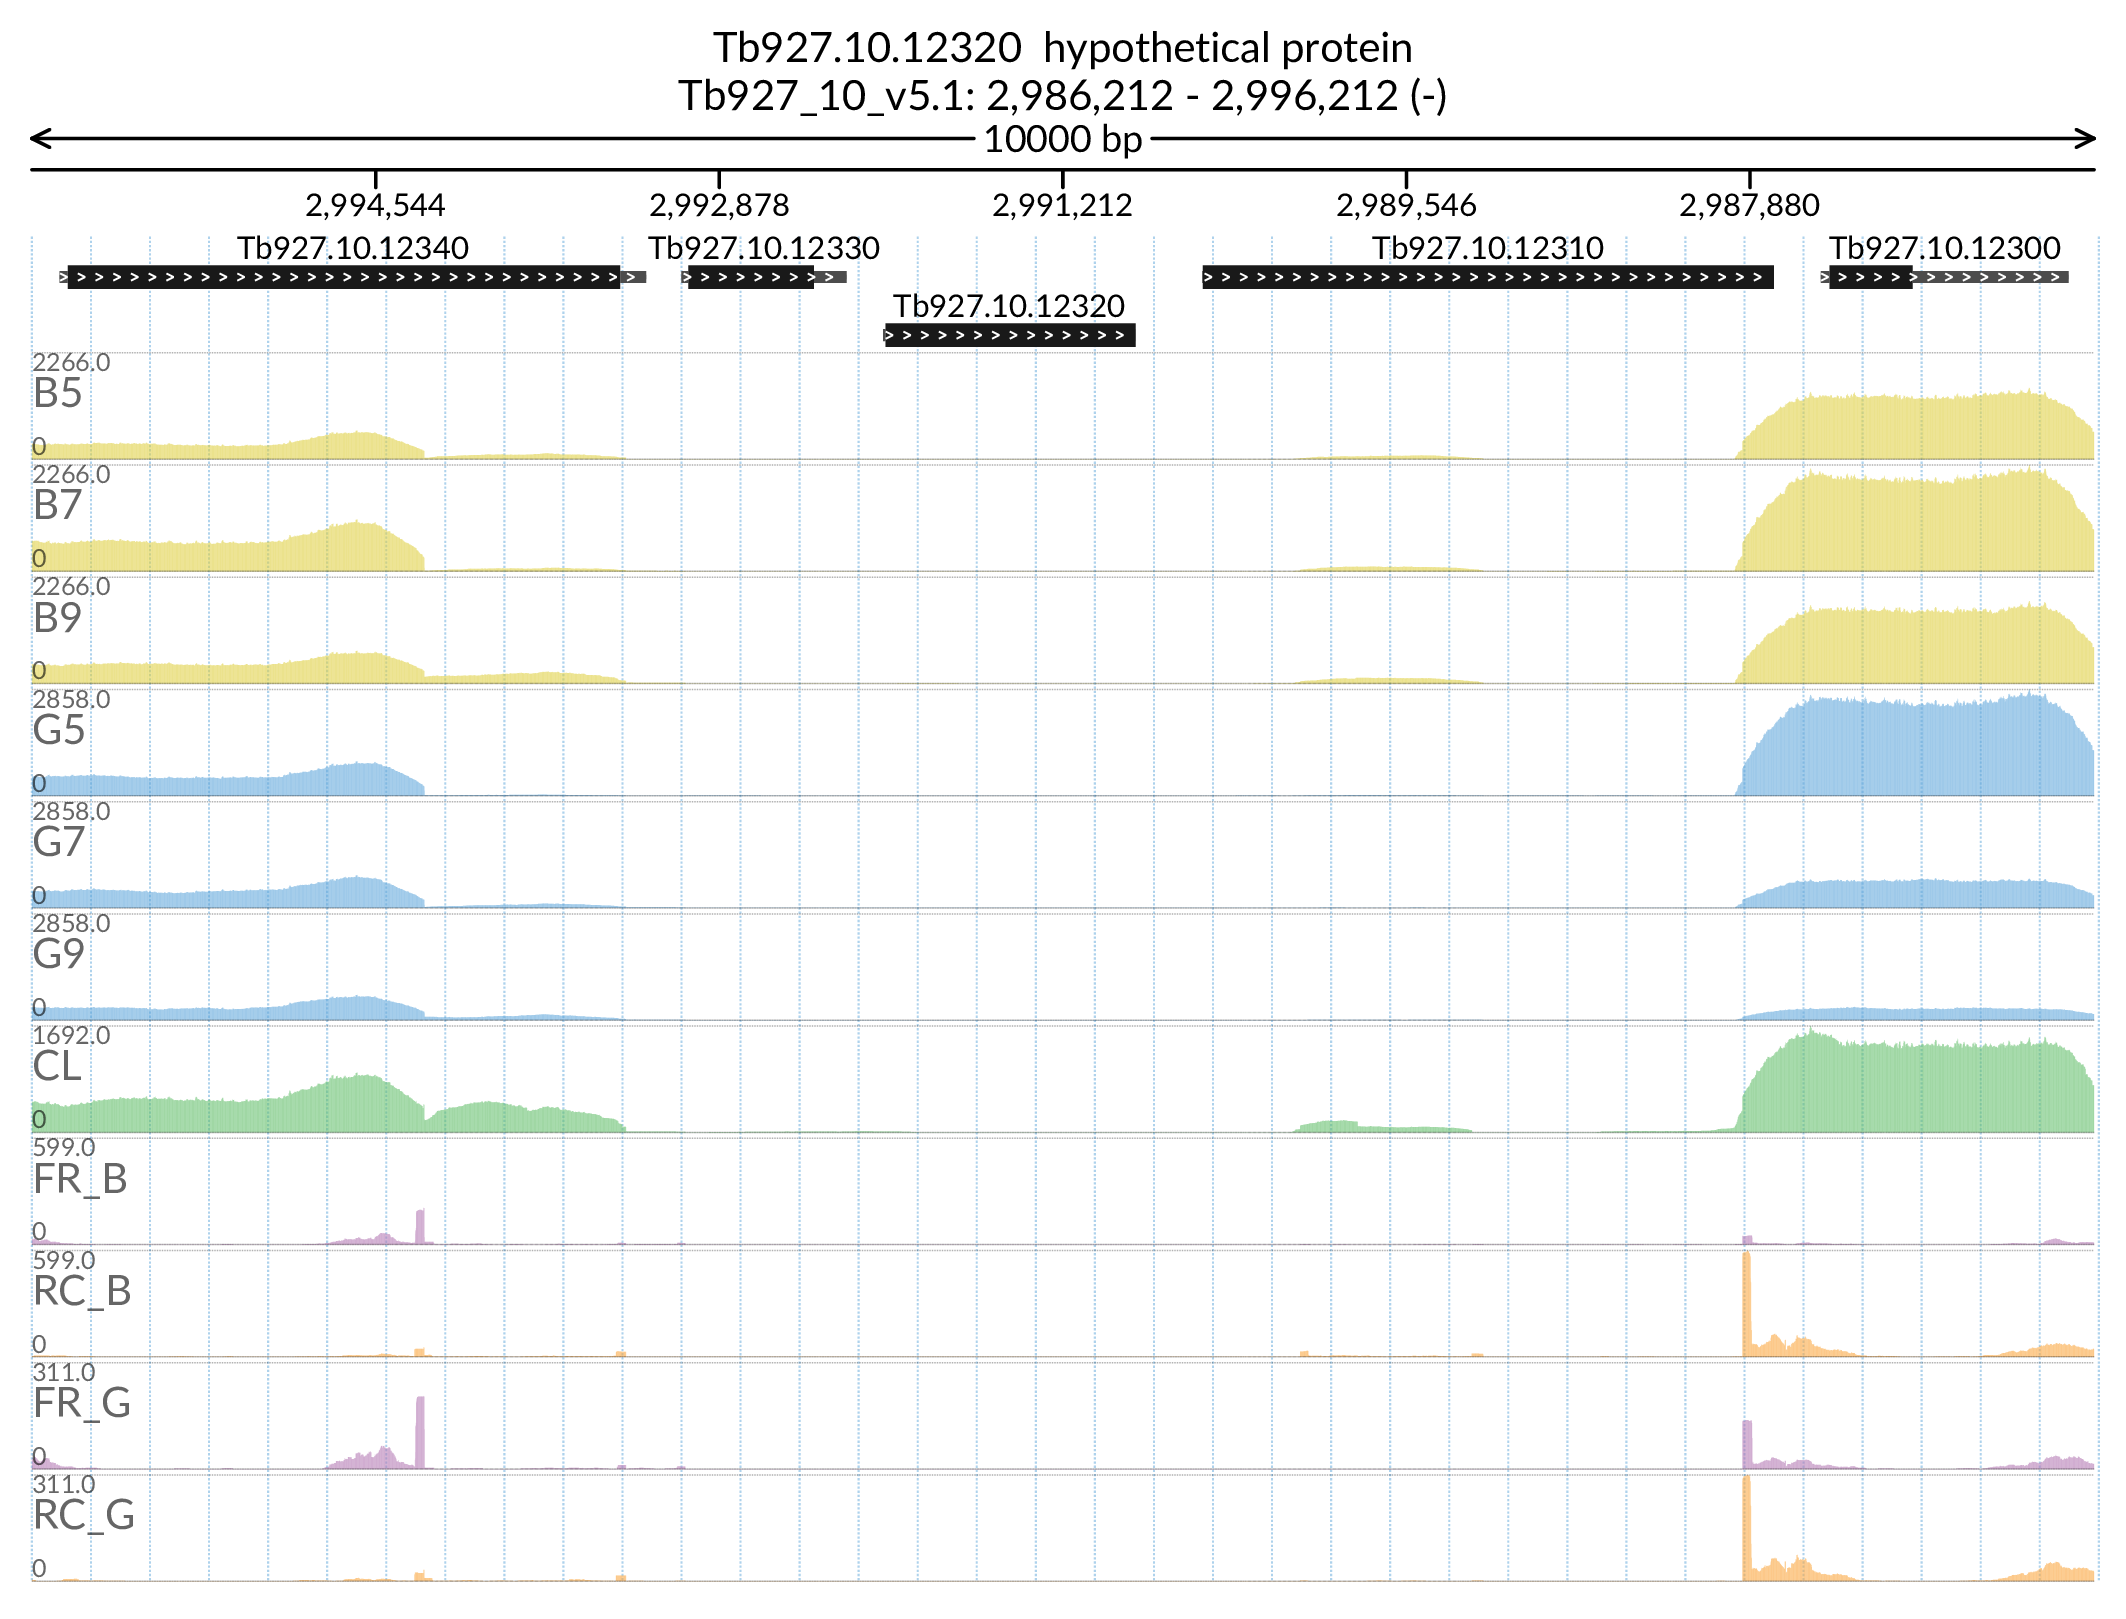 Tb927.10.12320  hypothetical protein
Tb927_10_v5.1: 2,986,212 - 2,996,212 (-)
10000 bp
2,994,544 2,992,878 2,991,212 2,989,546 2,987,880
Tb927.10.12340 Tb927.10.12330 Tb927.10.12310 Tb927.10.12300
Tb927.10.12320
2266.0
B5
0
2266.0
B7
0
2266.0
B9
0
2858.0
G5
0
2858.0
G7
0
2858.0
G9
0
1692.0
CL
0
599.0
FR_B
0
599.0
RC_B
0
311.0
FR_G
0
311.0
RC_G
0